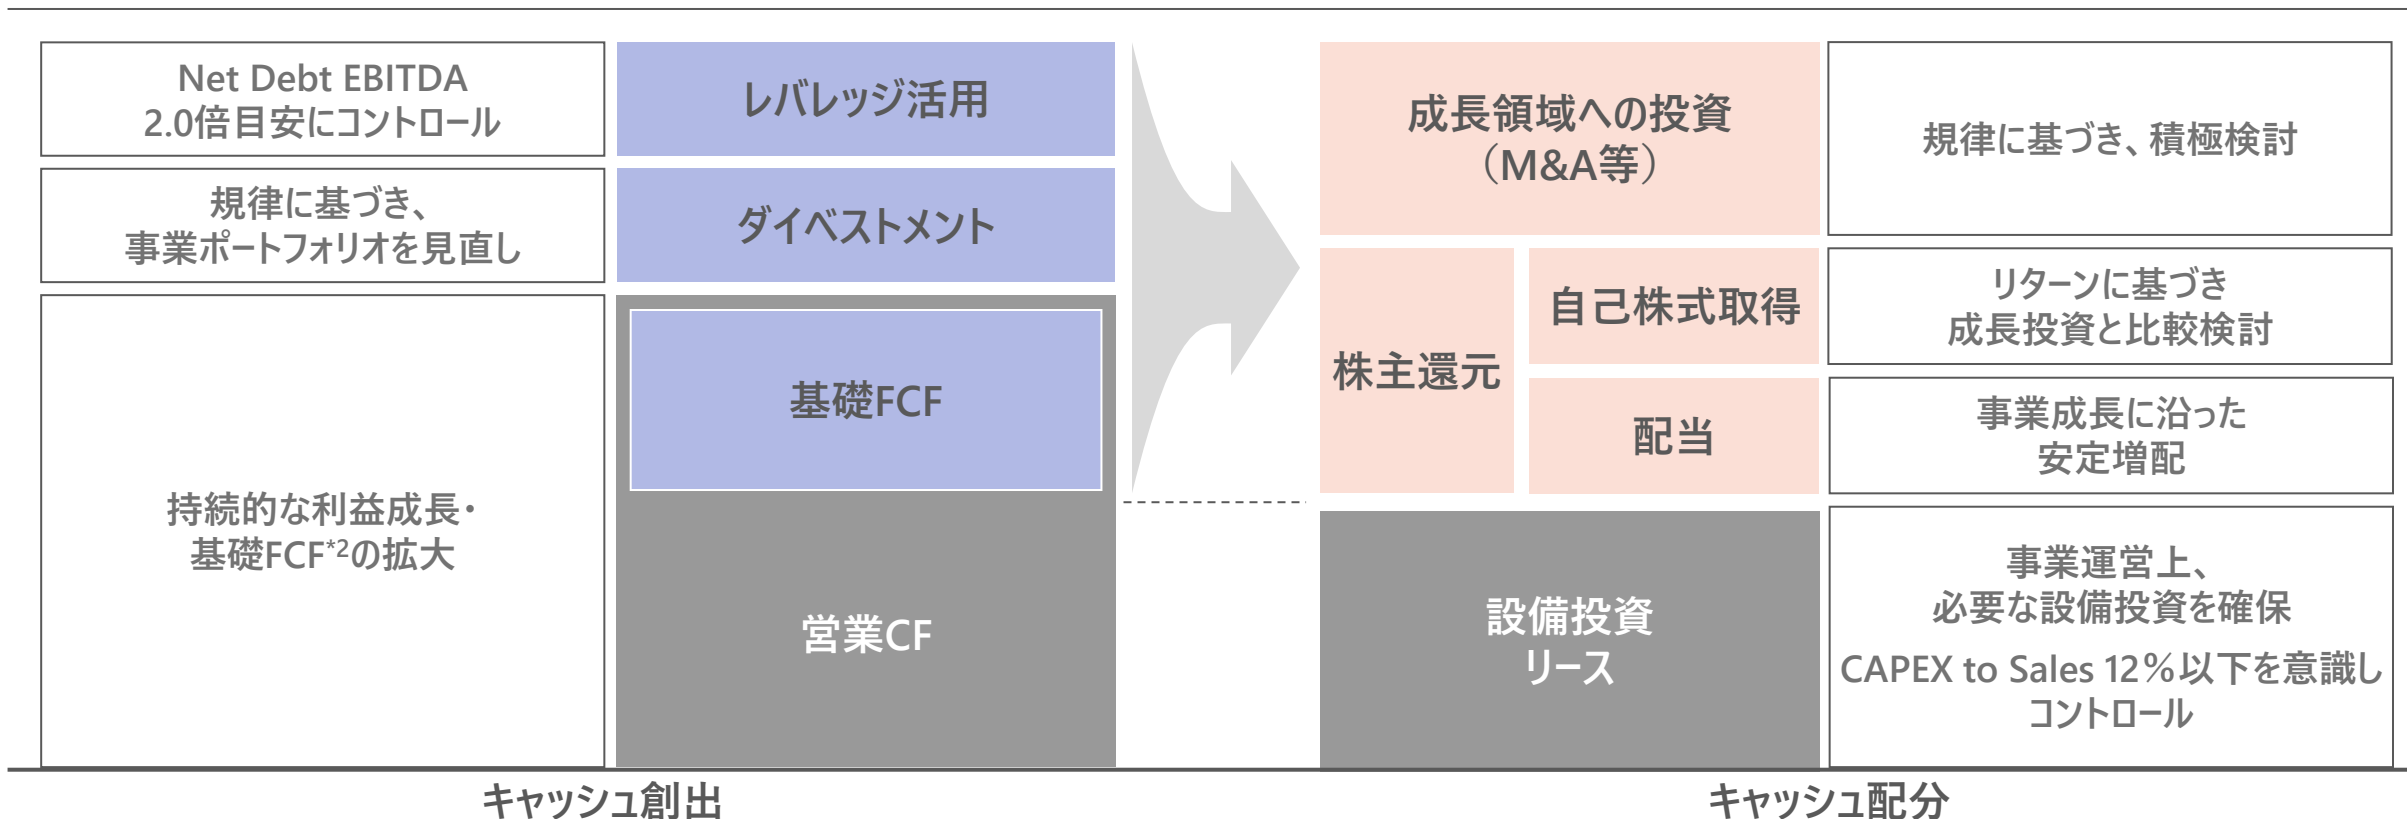 Net Debt EBITDA
2.0倍目安にコントロール
レバレッジ活用
規律に基づき、
事業ポートフォリオを見直し
ダイベストメント
持続的な利益成長・
基礎FCF*2の拡大
基礎FCF
営業CF
キャッシュ創出
成長領域への投資
（M&A等）
規律に基づき、積極検討
株主還元
自己株式取得
リターンに基づき
成長投資と比較検討
配当
事業成長に沿った
安定増配
設備投資
リース
事業運営上、
必要な設備投資を確保
CAPEX to Sales 12％以下を意識し
コントロール
キャッシュ配分